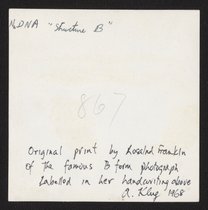 NaDNA "Structure B"
867
Original print by Rosalind Franklin
of the famous B form photograph
labelled in her handwriting above
A. Klug 1968